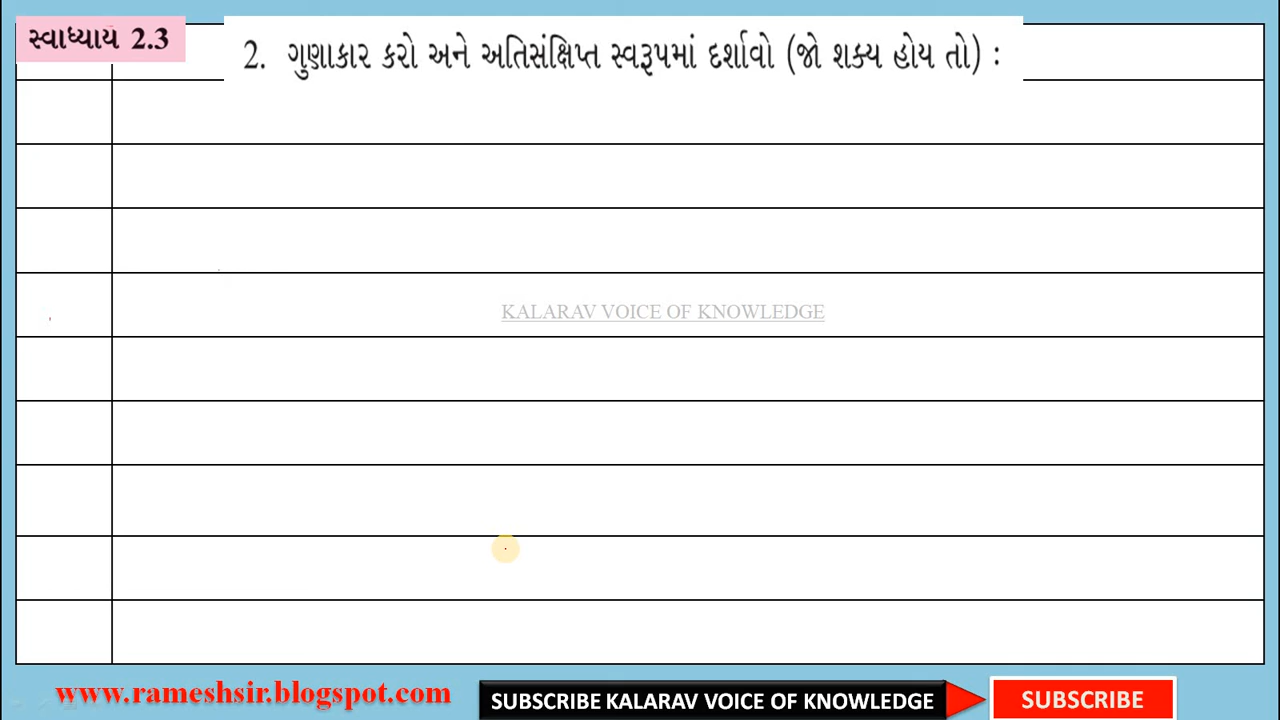 સ્વાધ્યાય 2.3
2. ગુણાકાર કરો અને અતિસંક્ષિપ્ત સ્વરૂપમાં દર્શાવો (જો શક્ય હોય તો) :
KALARAV VOICE OF KNOWLEDGE
www.rameshsir.blogspot.com
SUBSCRIBE KALARAV VOICE OF KNOWLEDGE
SUBSCRIBE